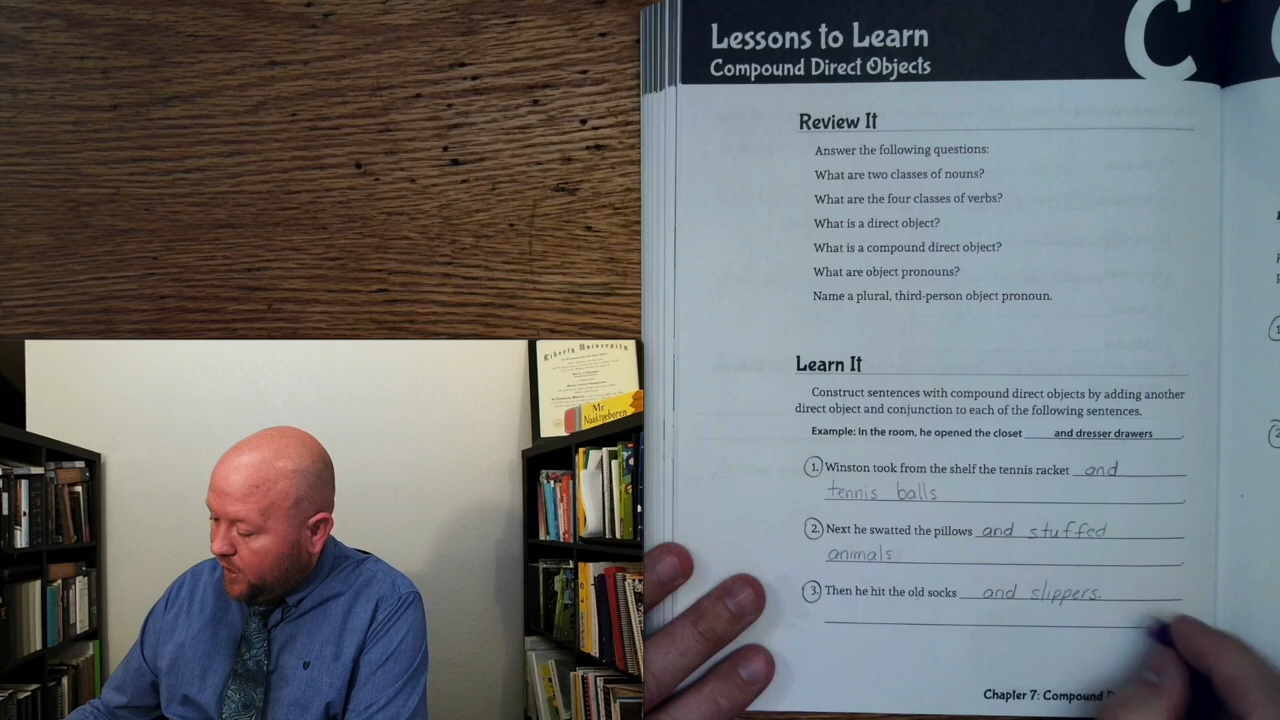 Lessons to Learn
Compound Direct Objects
C
Review It
Answer the following questions:
What are two classes of nouns?
What are the four classes of verbs?
What is a direct object?
What is a compound direct object?
What are object pronouns?
Name a plural, third-person object pronoun.
Learn It
Construct sentences with compound direct objects by adding another
direct object and conjunction to each of the following sentences.
Example: In the room, he opened the closet and dresser drawers.
1. Winston took from the shelf the tennis racket and
tennis balls.
2. Next he swatted the pillows and stuffed
animals.
3. Then he hit the old socks and slippers.
Chapter 7: Compound
Liberty University
Mr.
Naaktgeboren